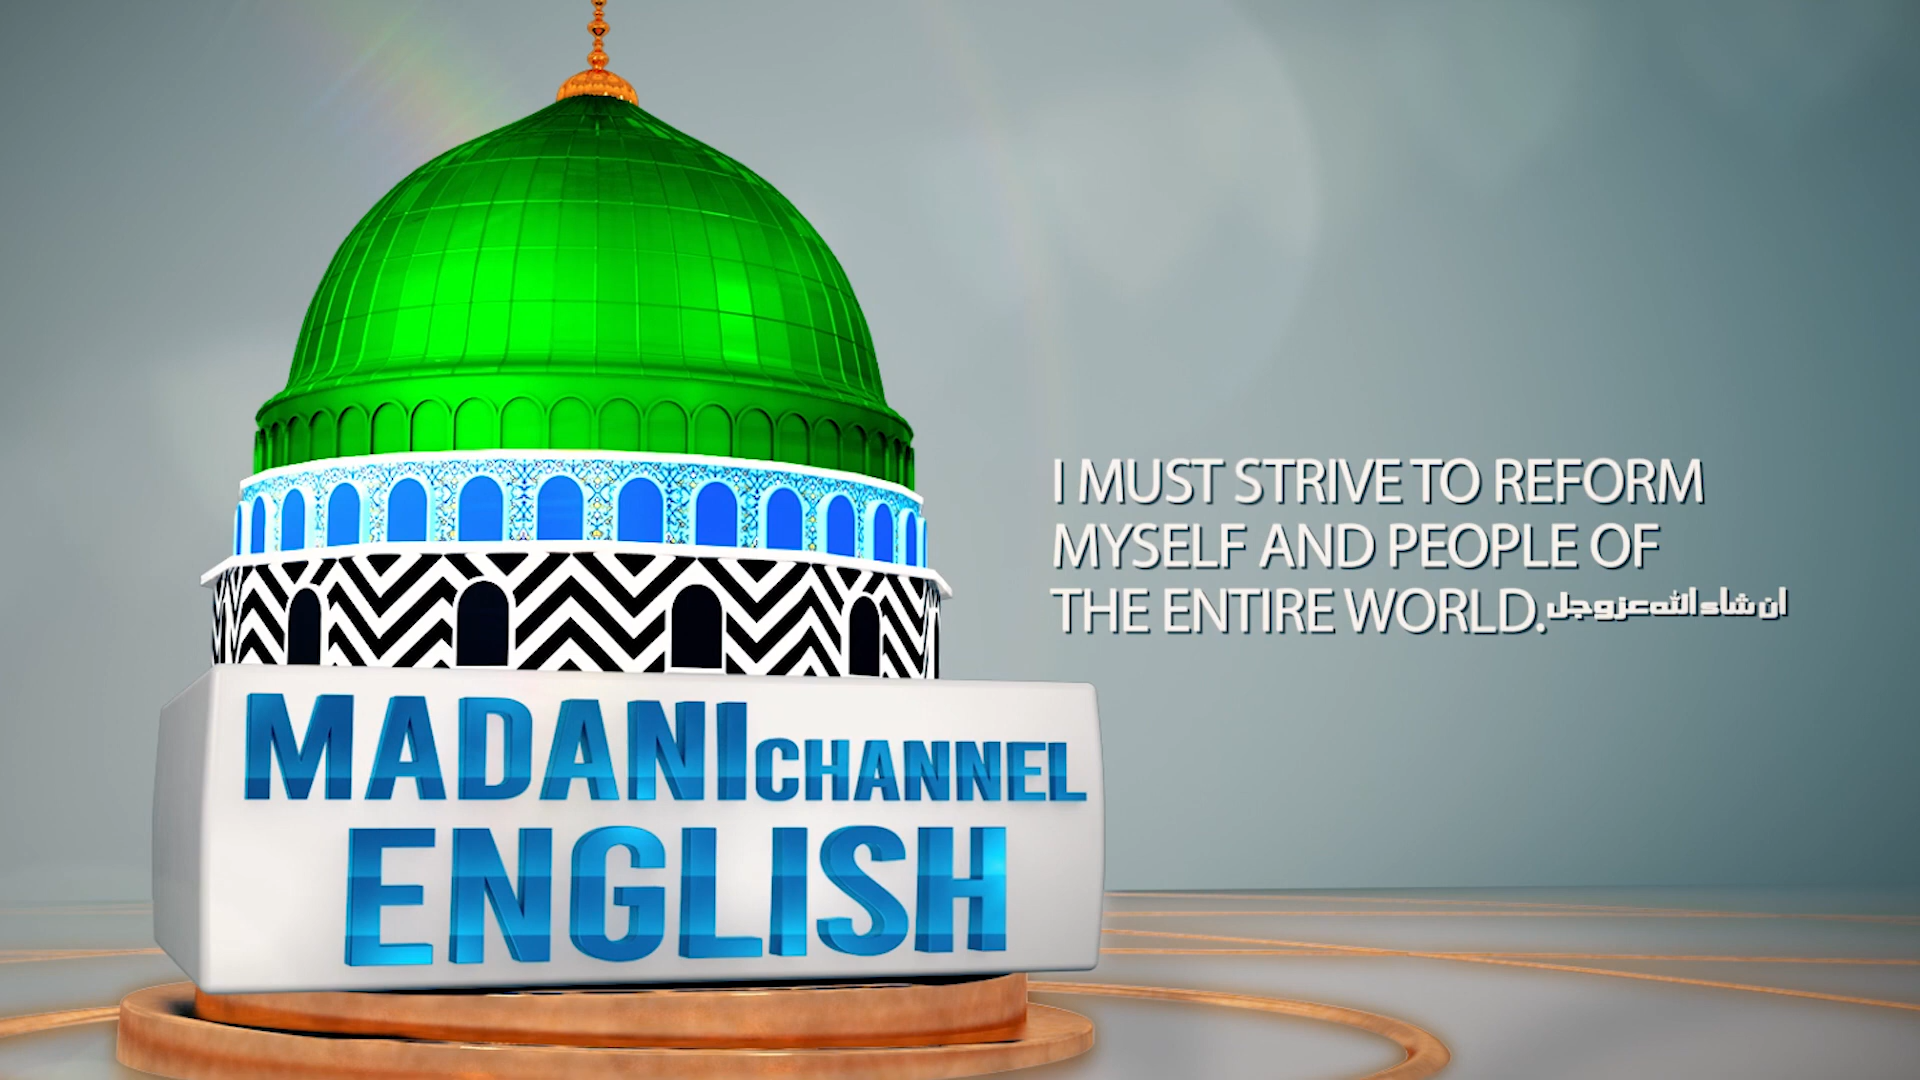 I MUST STRIVE TO REFORM
MYSELF AND PEOPLE OF
THE ENTIRE WORLD. ان شاء اللہ عزوجل
MADANI CHANNEL
ENGLISH